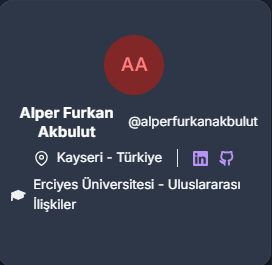 AA
Alper Furkan
Akbulut
@alperfurkanakbulut
Kayseri - Türkiye
Erciyes Üniversitesi - Uluslararası
İlişkiler